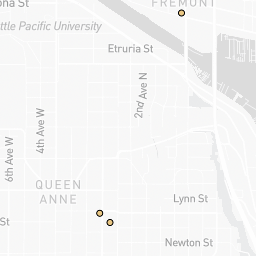 FREMONT
ona St
ttle Pacific University
Etruria St
2nd Ave N
4th Ave W
6th Ave W
QUEEN
ANNE
Lynn St
St
Newton St